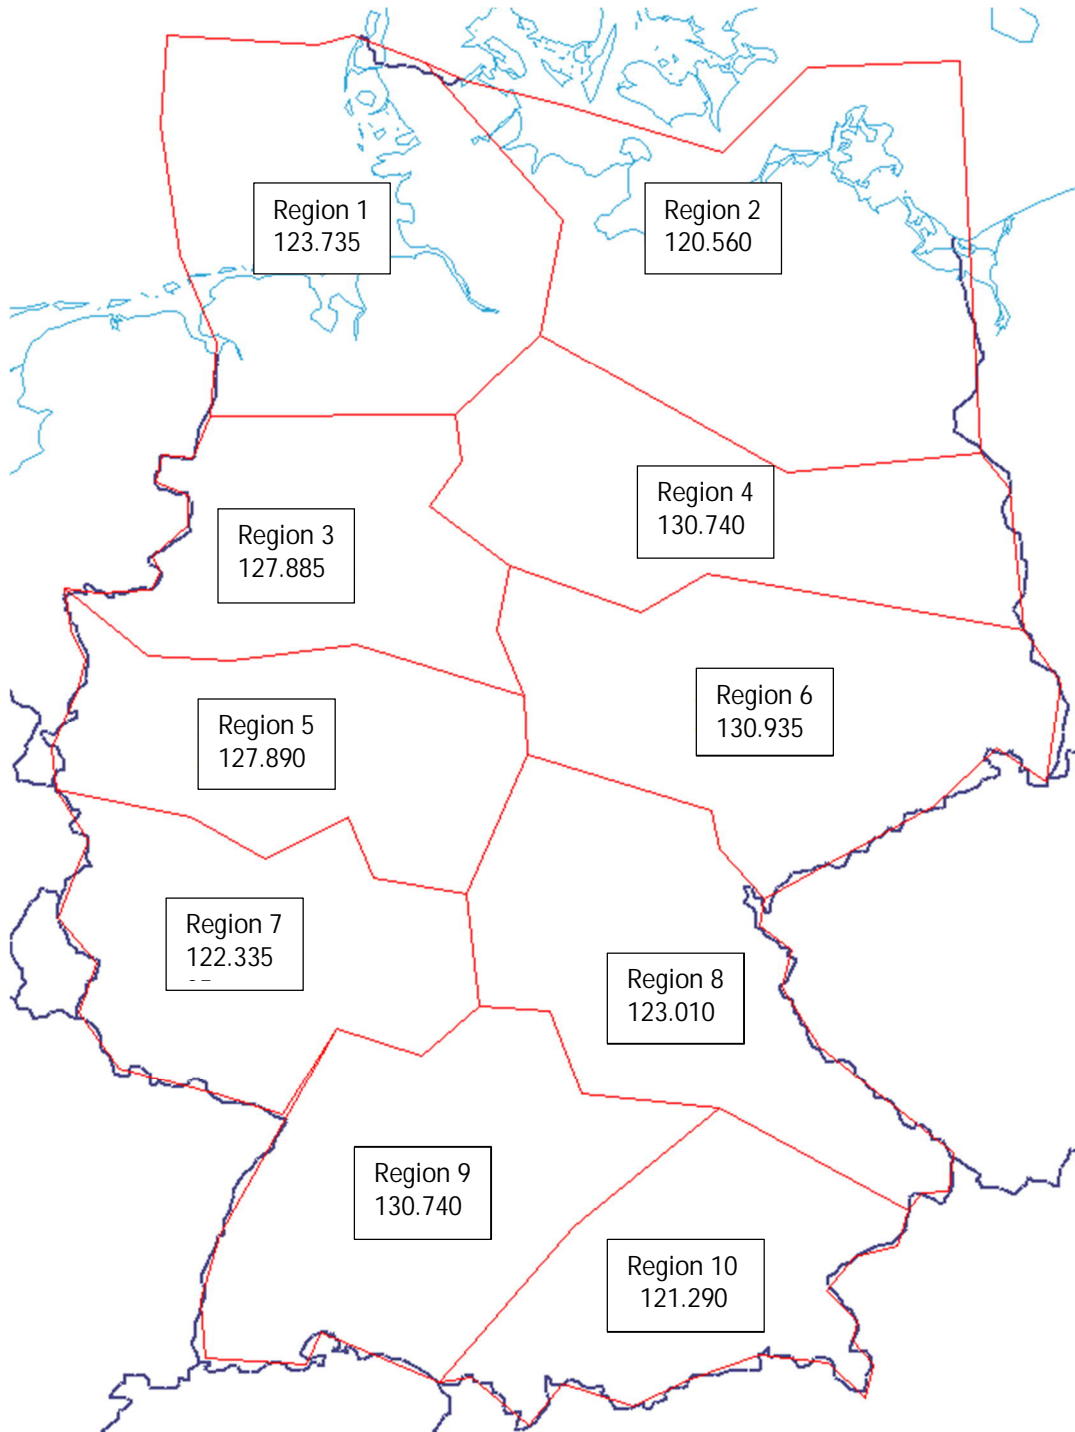 Region 1
123.735
Region 2
120.560
Region 3
127.885
Region 4
130.740
Region 5
127.890
Region 6
130.935
Region 7
122.335
Region 8
123.010
Region 9
130.740
Region 10
121.290